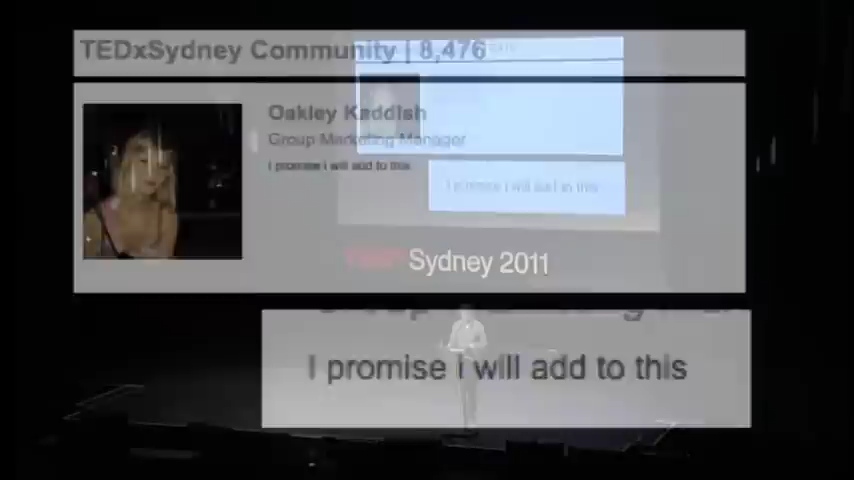 TEDxSydney Community | 8,476
Oakley Kaddish
Group Marketing Manager
I promise i will add to this
I promise i will add to this
Sydney 2011
I promise i will add to this